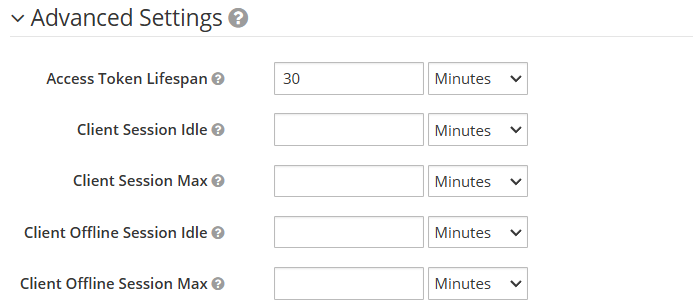 Advanced Settings ?
Access Token Lifespan ? 30 Minutes
Client Session Idle ? Minutes
Client Session Max ? Minutes
Client Offline Session Idle ? Minutes
Client Offline Session Max ? Minutes